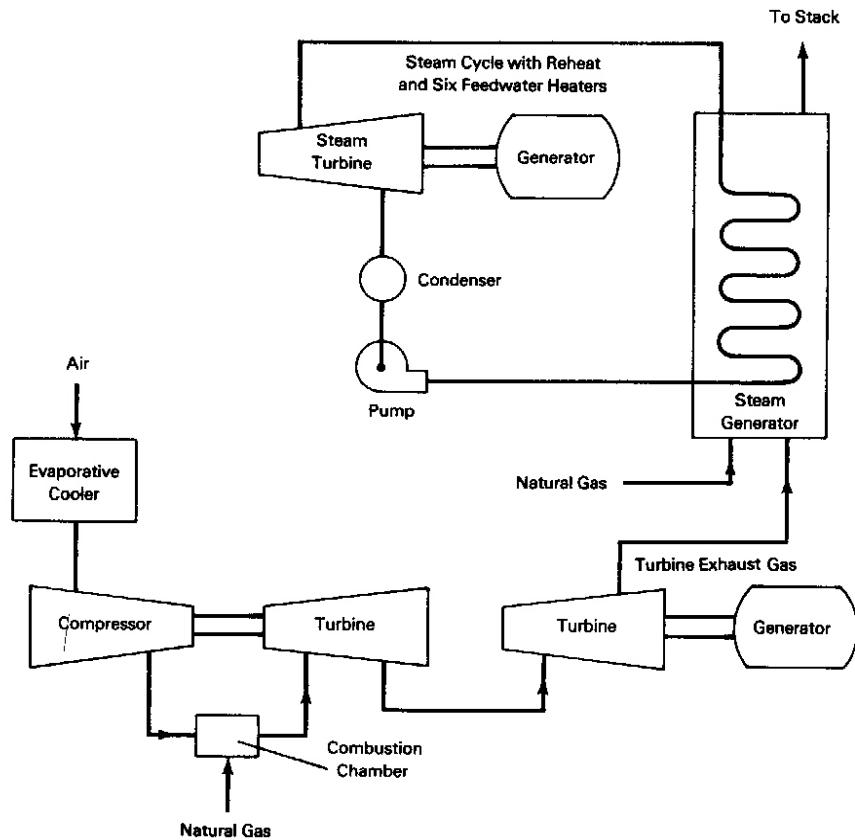 To Stack
Steam Cycle with Reheat
and Six Feedwater Heaters
Steam
Turbine
Generator
Condenser
Pump
Steam
Generator
Air
Evaporative
Cooler
Natural Gas
Turbine Exhaust Gas
Compressor
Turbine
Turbine
Generator
Combustion
Chamber
Natural Gas